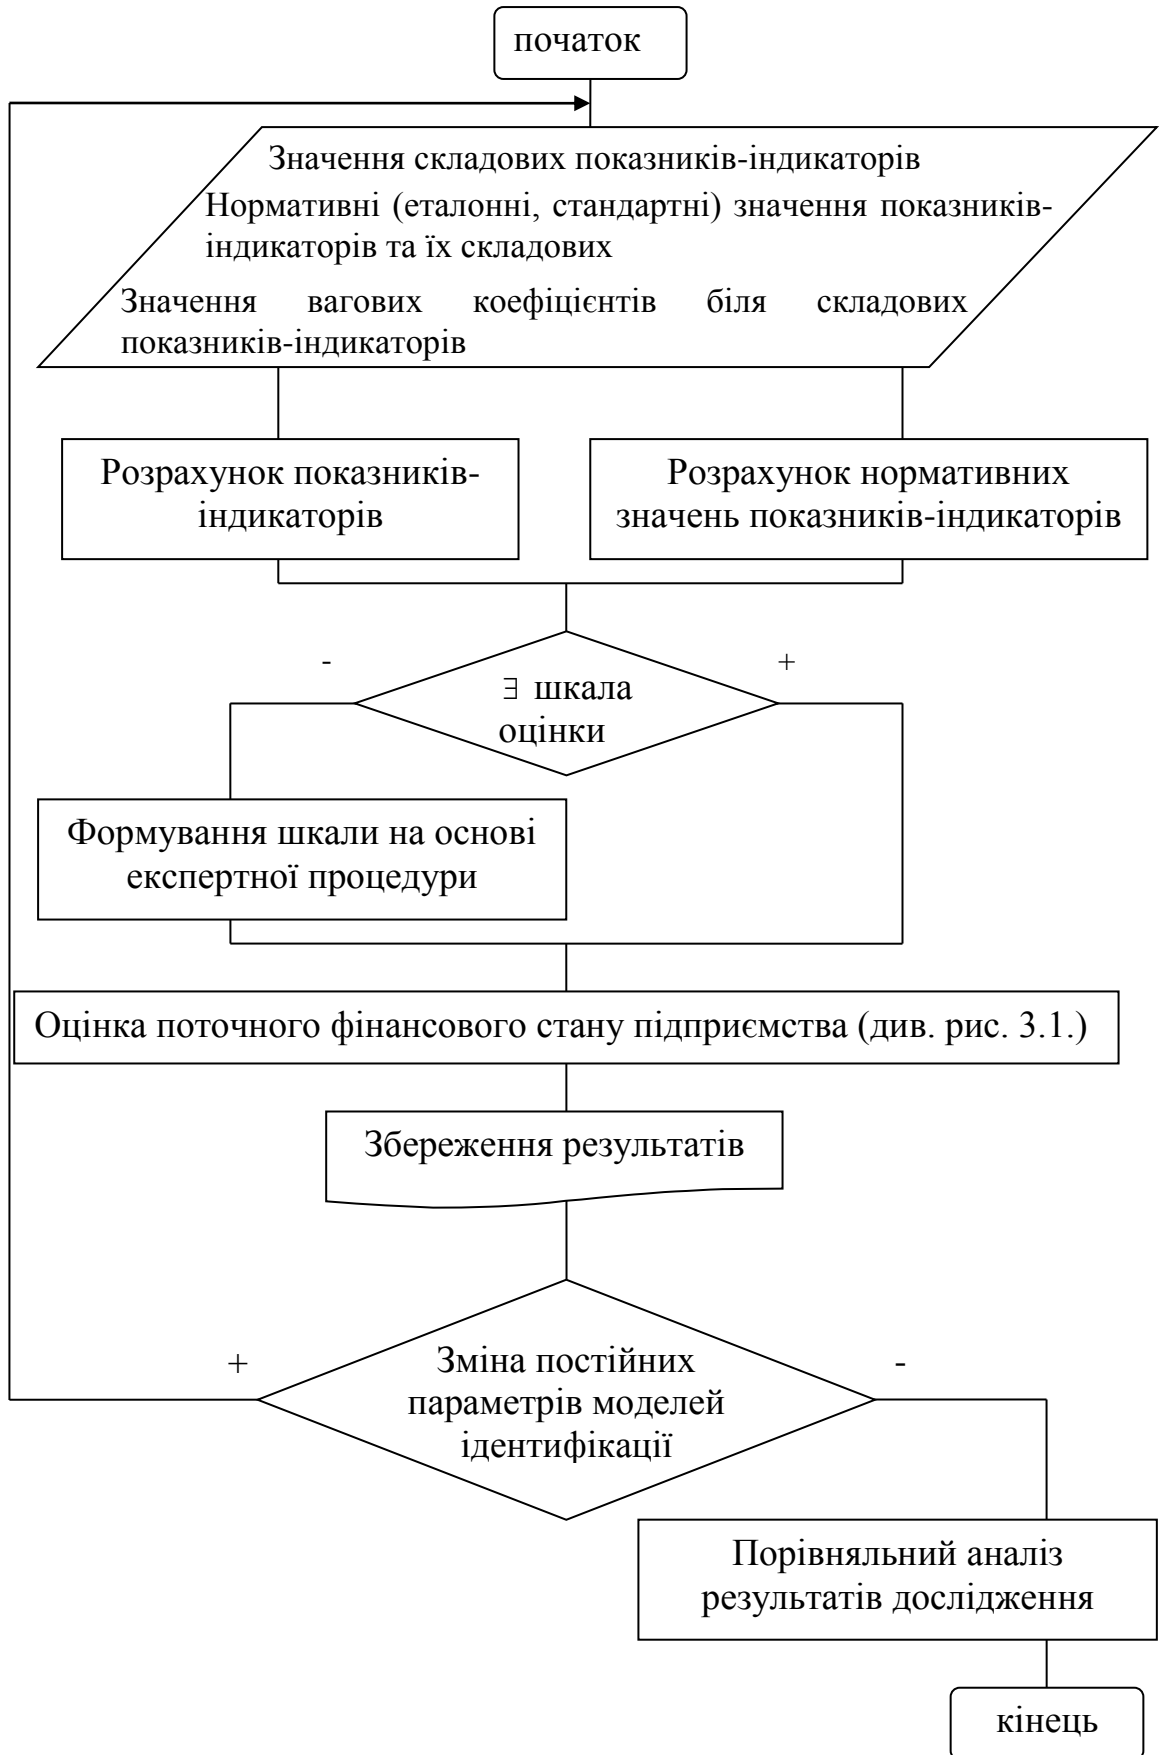 початок
Значення складових показників-індикаторів
Нормативні (еталонні, стандартні) значення показників-
індикаторів та їх складових
Значення вагових коефіцієнтів біля складових
показників-індикаторів
Розрахунок показників-
індикаторів
Розрахунок нормативних
значень показників-індикаторів
- +
∃ шкала
оцінки
Формування шкали на основі
експертної процедури
Оцінка поточного фінансового стану підприємства (див. рис. 3.1.)
Збереження результатів
+ -
Зміна постійних
параметрів моделей
ідентифікації
Порівняльний аналіз
результатів дослідження
кінець